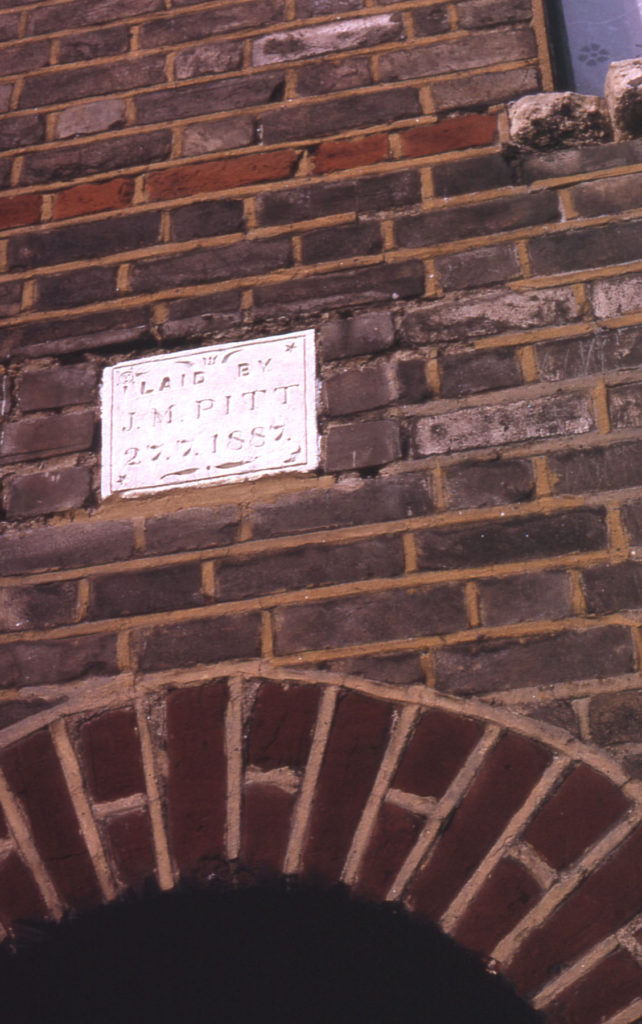 LAID BY
J. M. PITT
27.7.1887.